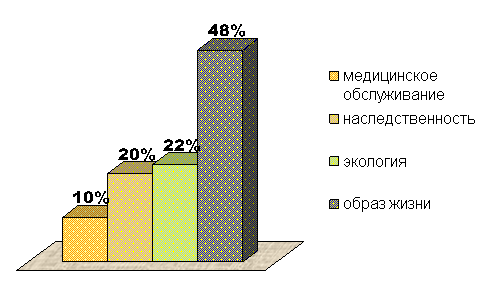 48%
22%
20%
10%
медицинское
обслуживание
наследственность
экология
образ жизни